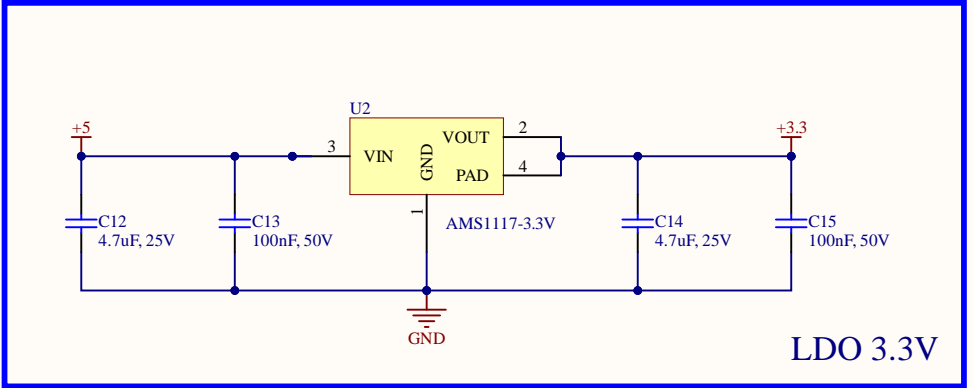 U2
+5
+3.3
3
VIN
GND
VOUT
2
PAD
4
1
AMS1117-3.3V
C12
4.7uF, 25V
C13
100nF, 50V
C14
4.7uF, 25V
C15
100nF, 50V
GND
LDO 3.3V